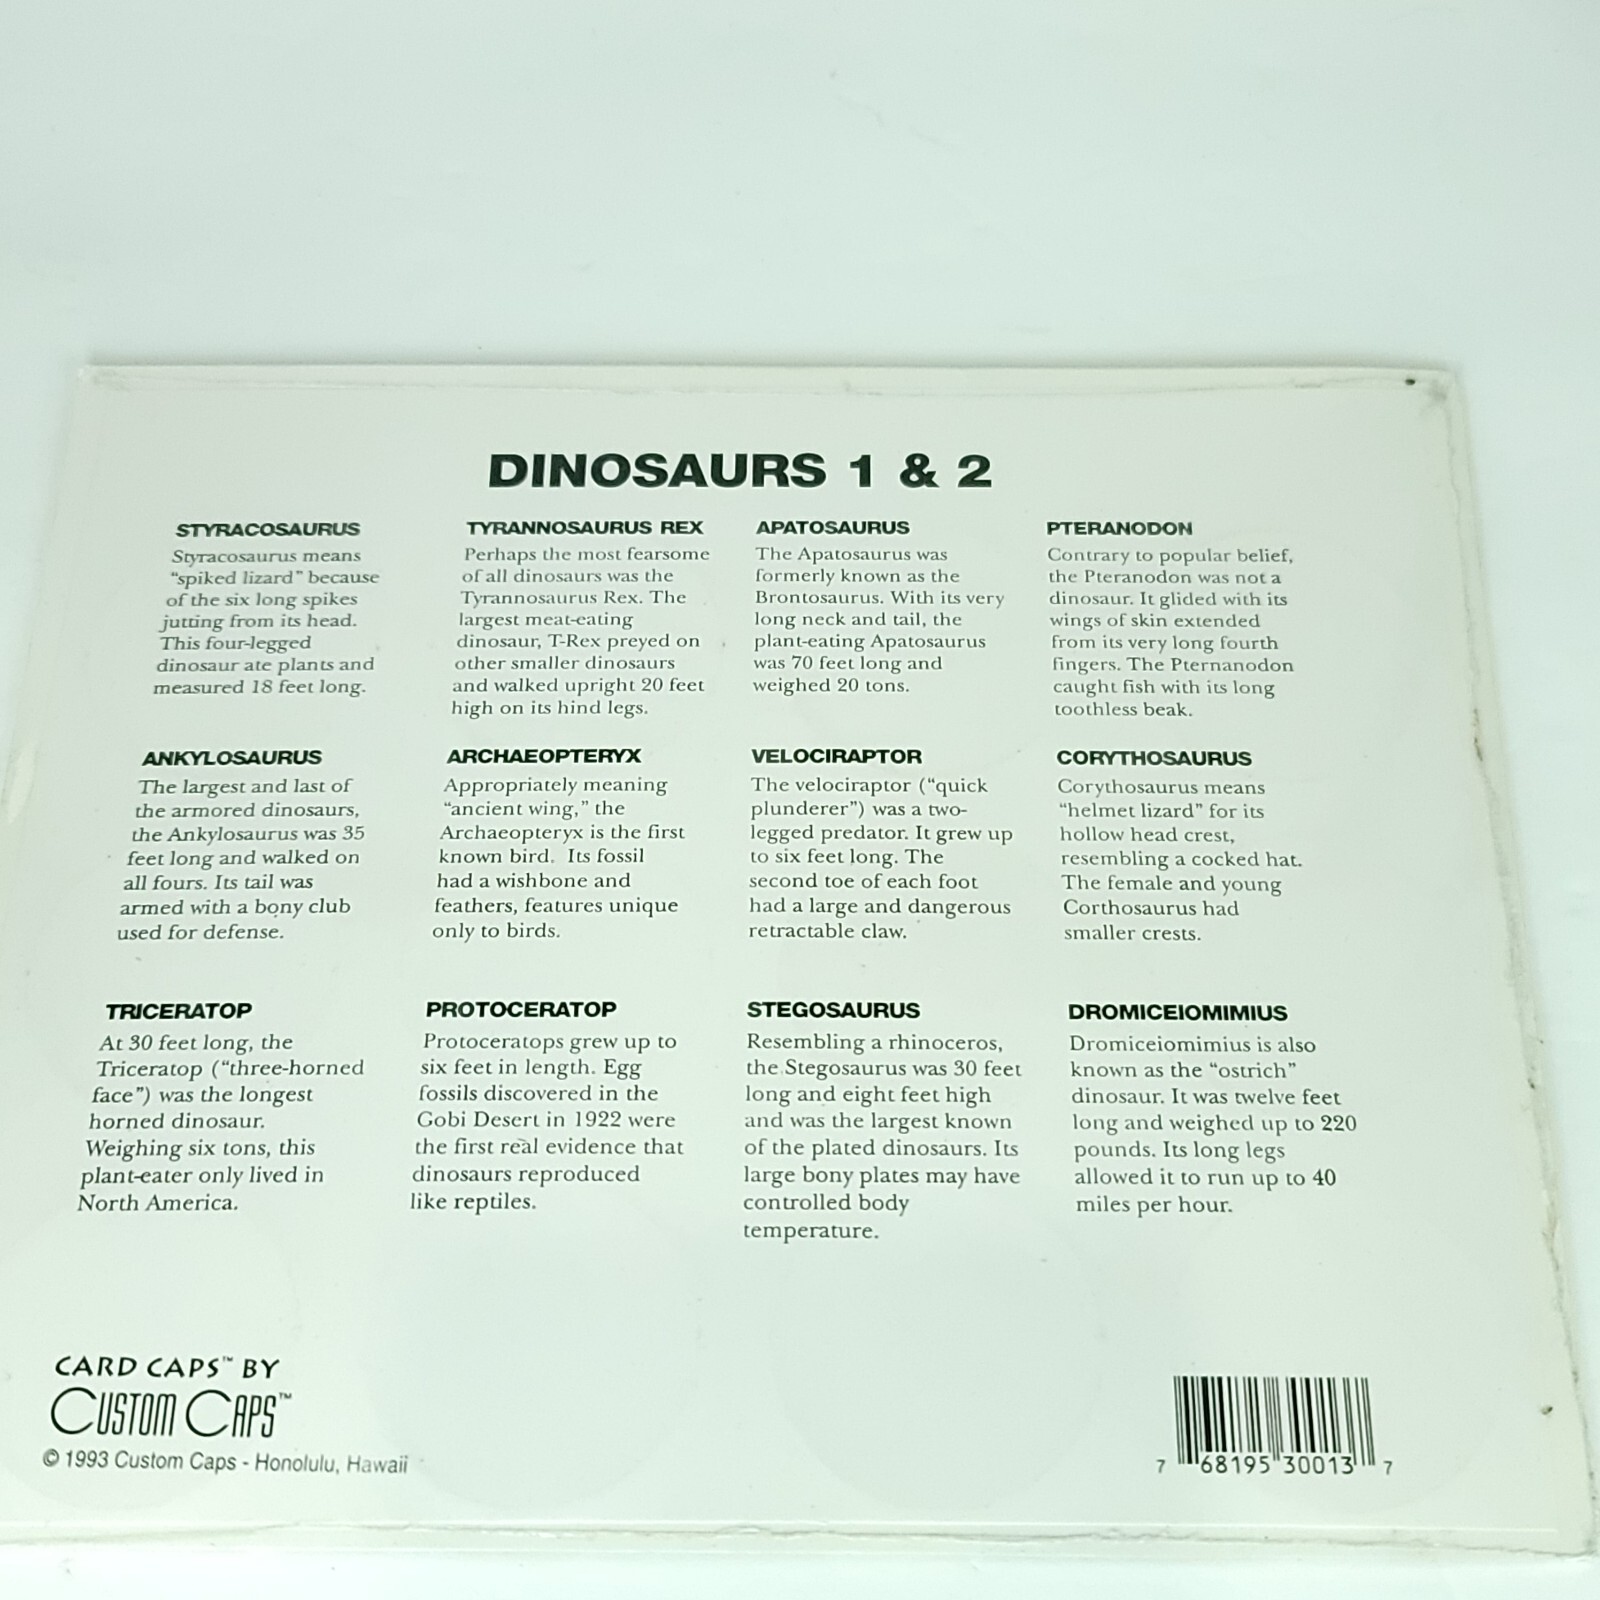 DINOSAURS 1 & 2
STYRACOSAURUS
Styracosaurus means
"spiked lizard" because
of the six long spikes
jutting from its head.
This four-legged
dinosaur ate plants and
measured 18 feet long.
TYRANNOSAURUS REX
Perhaps the most fearsome
of all dinosaurs was the
Tyrannosaurus Rex. The
largest meat-eating
dinosaur, T-Rex preyed on
other smaller dinosaurs
and walked upright 20 feet
high on its hind legs.
APATOSAURUS
The Apatosaurus was
formerly known as the
Brontosaurus. With its very
long neck and tail, the
plant-eating Apatosaurus
was 70 feet long and
weighed 20 tons.
PTERANODON
Contrary to popular belief,
the Pteranodon was not a
dinosaur. It glided with its
wings of skin extended
from its very long fourth
fingers. The Pternanodon
caught fish with its long
toothless beak.
ANKYLOSAURUS
The largest and last of
the armored dinosaurs,
the Ankylosaurus was 35
feet long and walked on
all fours. Its tail was
armed with a bony club
used for defense.
ARCHAEOPTERYX
Appropriately meaning
"ancient wing," the
Archaeopteryx is the first
known bird. Its fossil
had a wishbone and
feathers, features unique
only to birds.
VELOCIRAPTOR
The velociraptor ("quick
plunderer") was a two-
legged predator. It grew up
to six feet long. The
second toe of each foot
had a large and dangerous
retractable claw.
CORYTHOSAURUS
Corythosaurus means
"helmet lizard" for its
hollow head crest,
resembling a cocked hat.
The female and young
Corthosaurus had
smaller crests.
TRICERATOP
At 30 feet long, the
Triceratop ("three-horned
face") was the longest
horned dinosaur.
Weighing six tons, this
plant-eater only lived in
North America.
PROTOCERATOP
Protoceratops grew up to
six feet in length. Egg
fossils discovered in the
Gobi Desert in 1922 were
the first real evidence that
dinosaurs reproduced
like reptiles.
STEGOSAURUS
Resembling a rhinoceros,
the Stegosaurus was 30 feet
long and eight feet high
and was the largest known
of the plated dinosaurs. Its
large bony plates may have
controlled body
temperature.
DROMICEIOMIMIUS
Dromiceiomimius is also
known as the "ostrich"
dinosaur. It was twelve feet
long and weighed up to 220
pounds. Its long legs
allowed it to run up to 40
miles per hour.
CARD CAPS™ BY
CUSTOM CAPS™
© 1993 Custom Caps - Honolulu, Hawaii
7 68195 30013 7